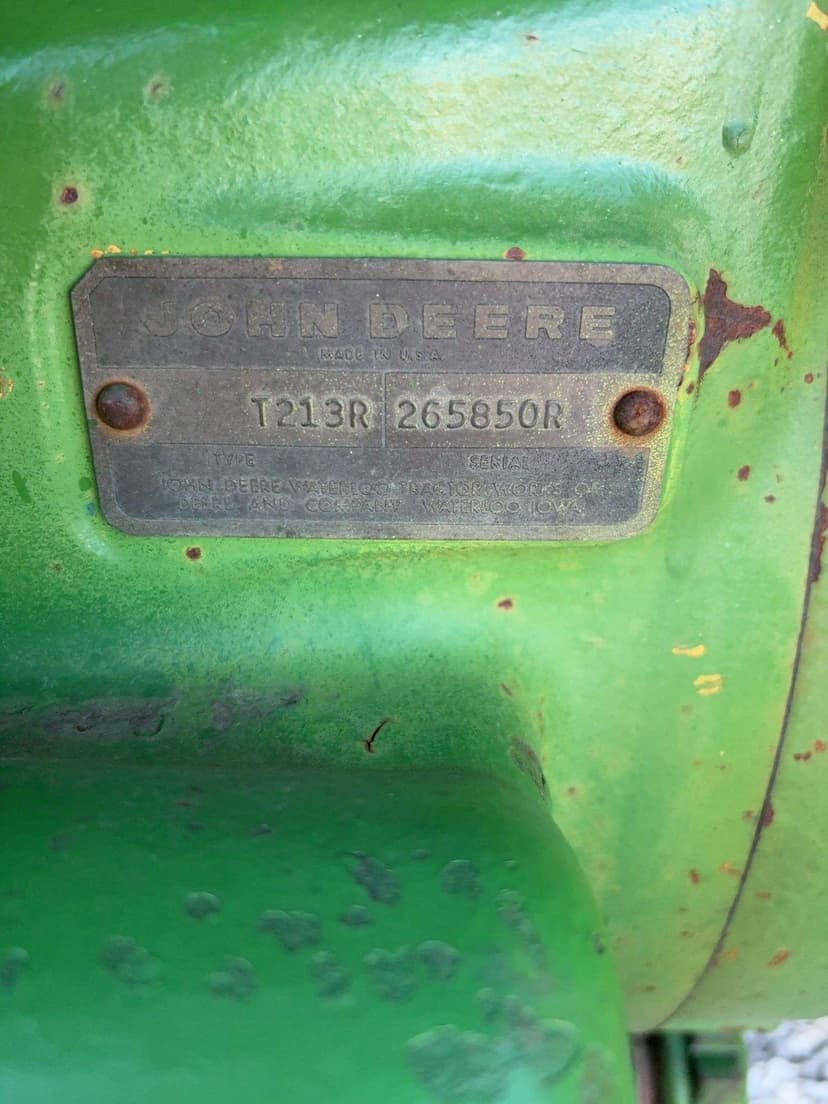 JOHN DEERE
MADE IN U.S.A.
T213R 265850R
TYPE SERIAL
JOHN DEERE WATERLOO TRACTOR WORKS OF
DEERE AND COMPANY WATERLOO IOWA